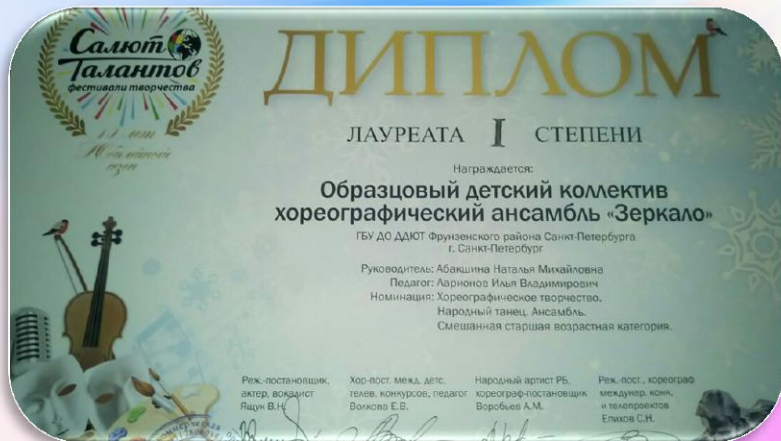 Салют
Талантов
фестивали творчества
Юбилейный
сезон
ДИПЛОМ
ЛАУРЕАТА I СТЕПЕНИ
Награждается:
Образцовый детский коллектив
хореографический ансамбль «Зеркало»
ГБУ ДО ДДЮТ Фрунзенского района Санкт-Петербурга
г. Санкт-Петербург
Руководитель: Абакшина Наталья Михайловна
Педагог: Ларионов Илья Владимирович
Номинация: Хореографическое творчество.
Народный танец. Ансамбль.
Смешанная старшая возрастная категория.
Реж.-постановщик,
актер, вокалист
Ящук В.Н.
Хор-пост. межд. детс.
телев. конкурсов, педагог
Волкова Е.В.
Народный артист РБ,
хореограф-постановщик
Воробьев А.М.
Реж.-пост., хореограф
междунар. конк.
и телепроектов
Епихов С.Н.